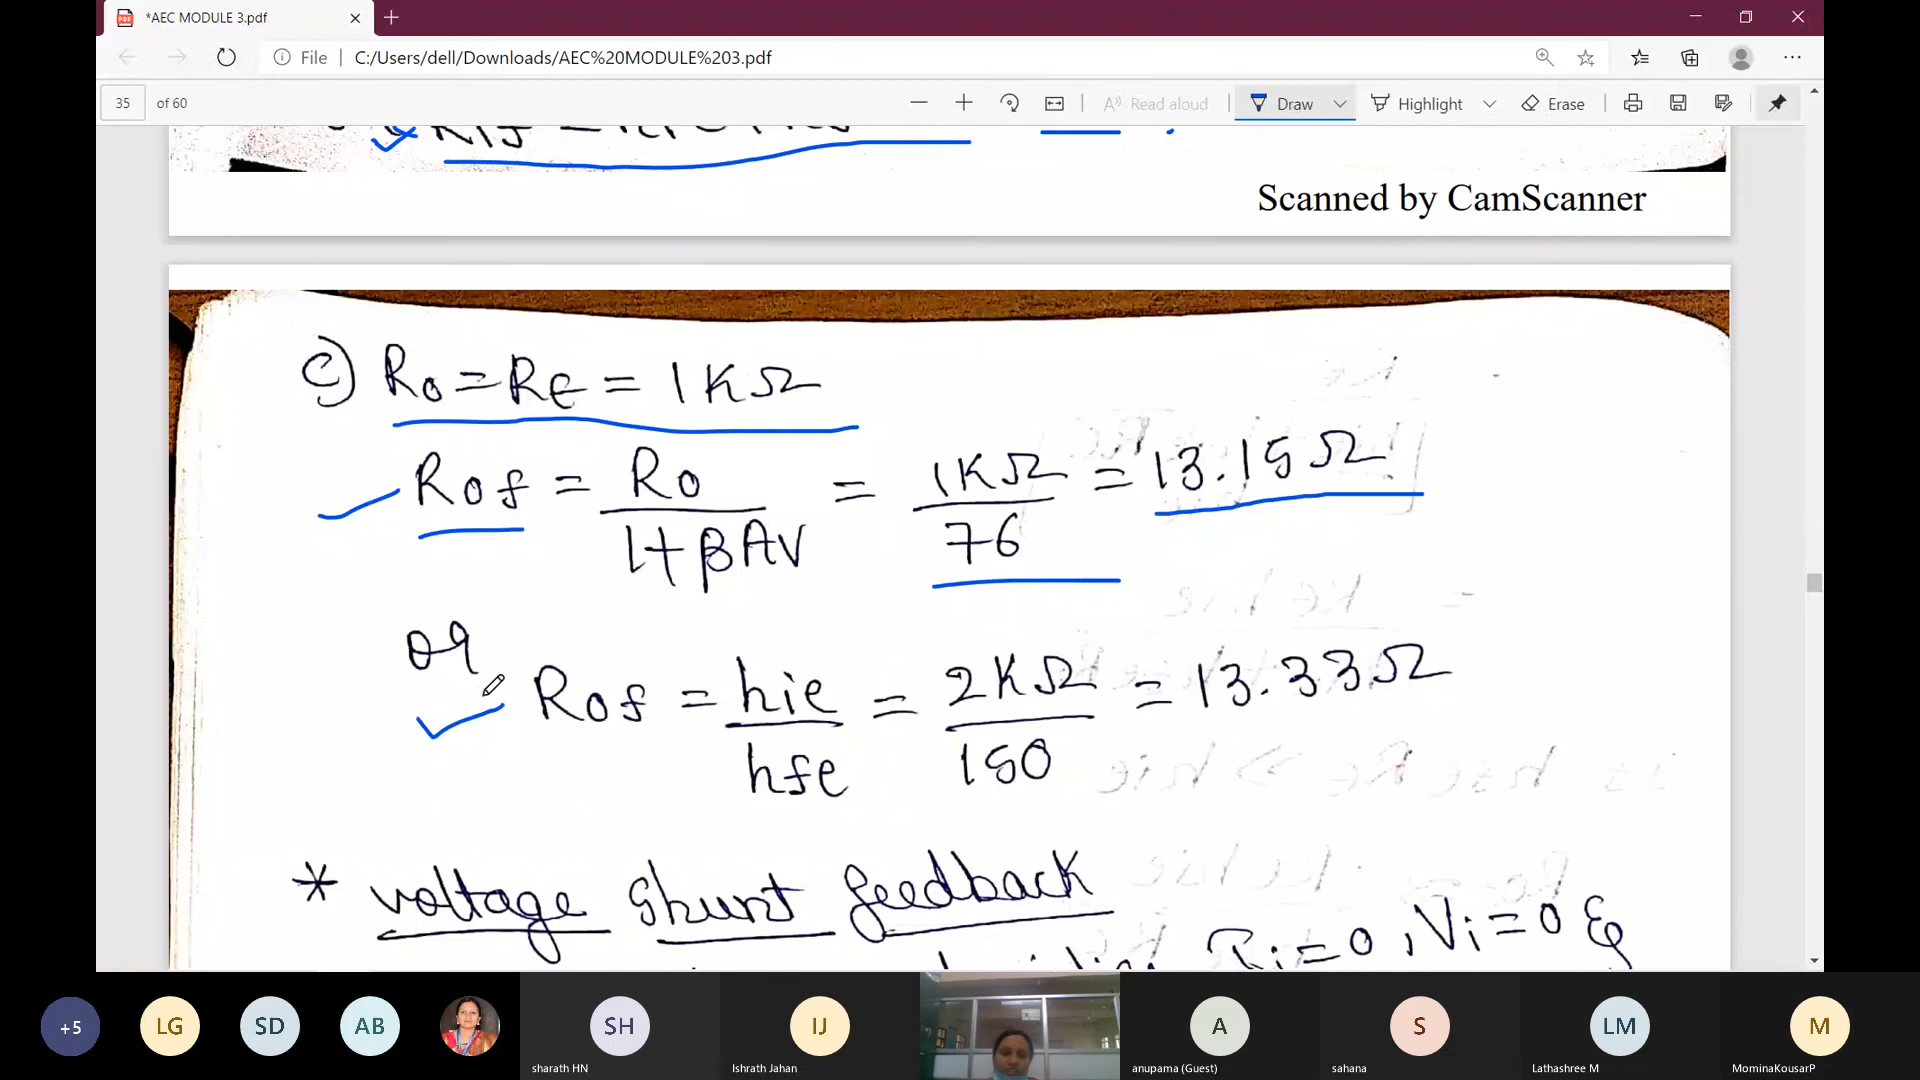 *AEC MODULE 3.pdf
File C:/Users/dell/Downloads/AEC%20MODULE%203.pdf
35 of 60 Read aloud Draw Highlight Erase
Scanned by CamScanner
c) Ro = RE = 1KΩ
Rof = Ro / 1+βAv = 1KΩ / 76 = 13.15Ω
or
Rof = hie / hfe = 2KΩ / 150 = 13.33Ω
* voltage shunt feedback
Ri=0, Vi=0 &
+5 LG SD AB SH IJ A S LM M
sharath HN Ishrath Jahan anupama (Guest) sahana Lathashree M MominaKousarP